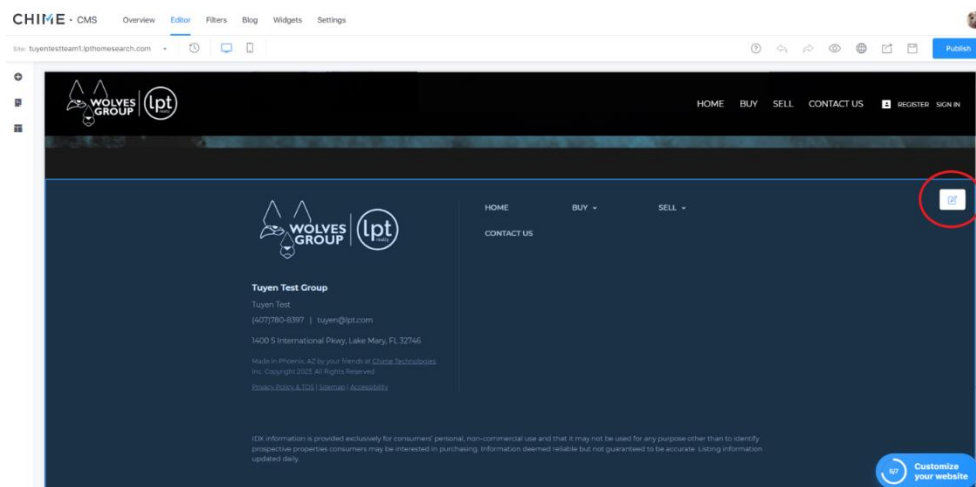 CHIME · CMS Overview Editor Filters Blog Widgets Settings
Site: tuyentestteam1.lpthomesearch.com Publish
WOLVES GROUP lpt HOME BUY SELL CONTACT US REGISTER SIGN IN
HOME BUY SELL
WOLVES GROUP lpt realty
CONTACT US
Tuyen Test Group
Tuyen Test
(407)780-8397 | tuyen@lpt.com
1400 S International Pkwy, Lake Mary, FL 32746
Made in Phoenix, AZ by your friends at Chime Technologies,
Inc. Copyright 2023. All Rights Reserved.
Privacy Policy & TOS | Sitemap | Accessibility
IDX information is provided exclusively for consumers' personal, non-commercial use and that it may not be used for any purpose other than to identify
prospective properties consumers may be interested in purchasing. Information deemed reliable but not guaranteed to be accurate. Listing information
updated daily.
5/7 Customize
your website